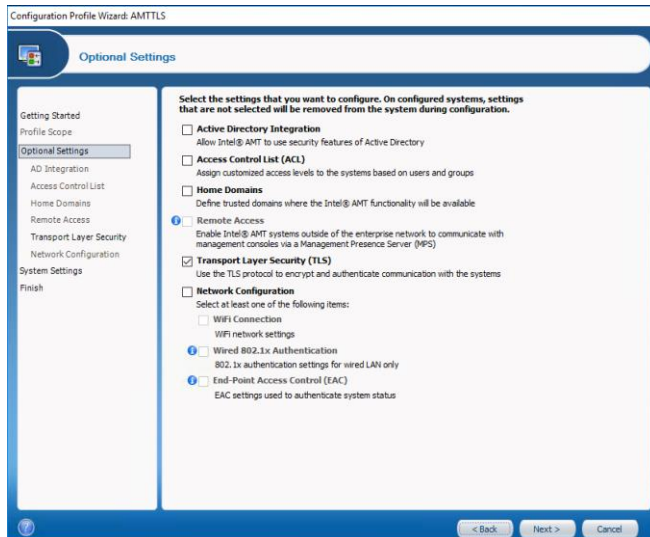 Configuration Profile Wizard: AMTTLS
Optional Settings
Getting Started
Profile Scope
Optional Settings
AD Integration
Access Control List
Home Domains
Remote Access
Transport Layer Security
Network Configuration
System Settings
Finish
Select the settings that you want to configure. On configured systems, settings
that are not selected will be removed from the system during configuration.
Active Directory Integration
Allow Intel® AMT to use security features of Active Directory
Access Control List (ACL)
Assign customized access levels to the systems based on users and groups
Home Domains
Define trusted domains where the Intel® AMT functionality will be available
Remote Access
Enable Intel® AMT systems outside of the enterprise network to communicate with
management consoles via a Management Presence Server (MPS)
Transport Layer Security (TLS)
Use the TLS protocol to encrypt and authenticate communication with the systems
Network Configuration
Select at least one of the following items:
WiFi Connection
WiFi network settings
Wired 802.1x Authentication
802.1x authentication settings for wired LAN only
End-Point Access Control (EAC)
EAC settings used to authenticate system status
< Back
Next >
Cancel